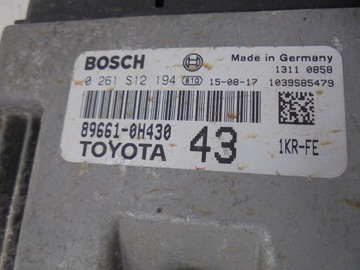 BOSCH Made in Germany
1311 0858
0 261 S12 194 810 15-08-17 1039S85479
89661-0H430
TOYOTA 43 1KR-FE